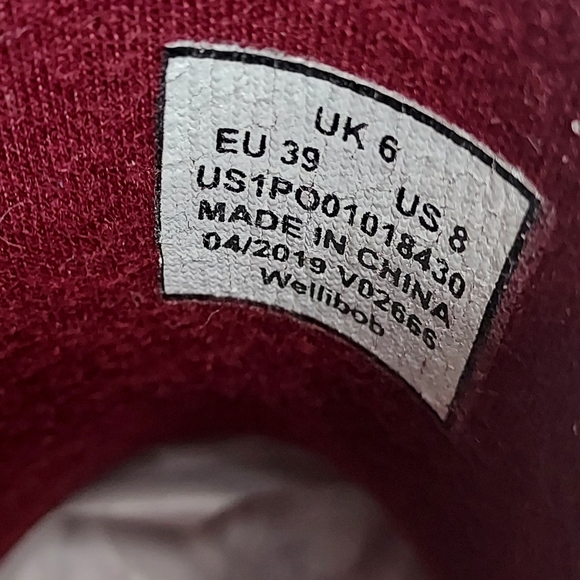 UK 6
EU 39 US 8
US1PO01018430
MADE IN CHINA
04/2019 V02666
Wellibob